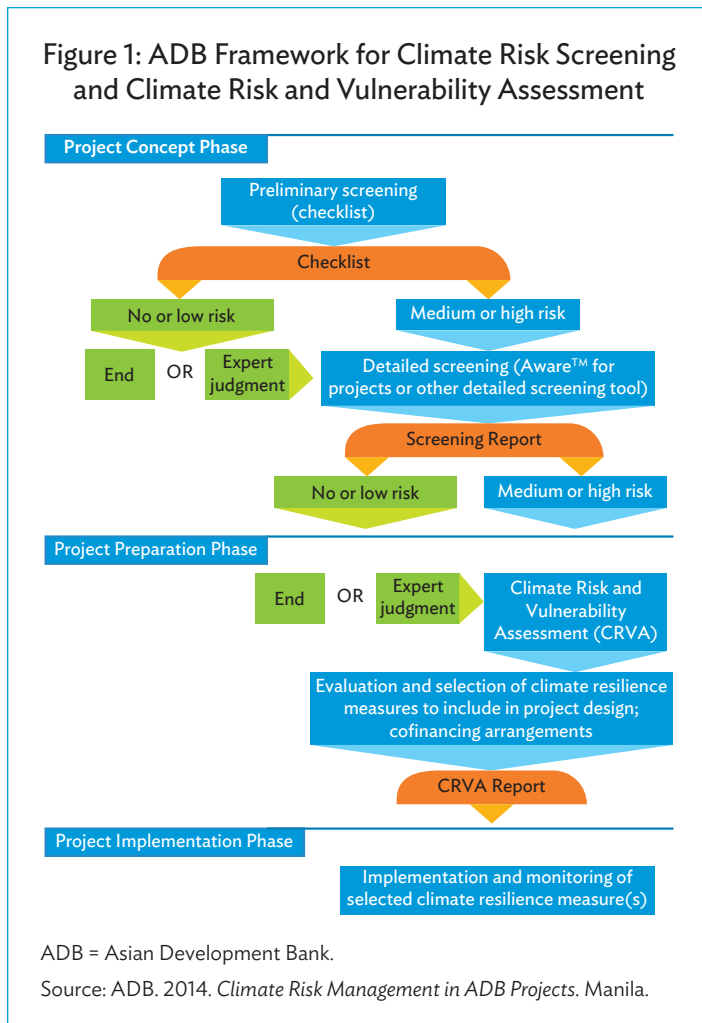 Figure 1: ADB Framework for Climate Risk Screening
and Climate Risk and Vulnerability Assessment
Project Concept Phase
Preliminary screening
(checklist)
Checklist
No or low risk
Medium or high risk
End
OR
Expert
judgment
Detailed screening (Aware™ for
projects or other detailed screening tool)
Screening Report
No or low risk
Medium or high risk
Project Preparation Phase
End
OR
Expert
judgment
Climate Risk and
Vulnerability
Assessment (CRVA)
Evaluation and selection of climate resilience
measures to include in project design;
cofinancing arrangements
CRVA Report
Project Implementation Phase
Implementation and monitoring of
selected climate resilience measure(s)
ADB = Asian Development Bank.
Source: ADB. 2014. Climate Risk Management in ADB Projects. Manila.